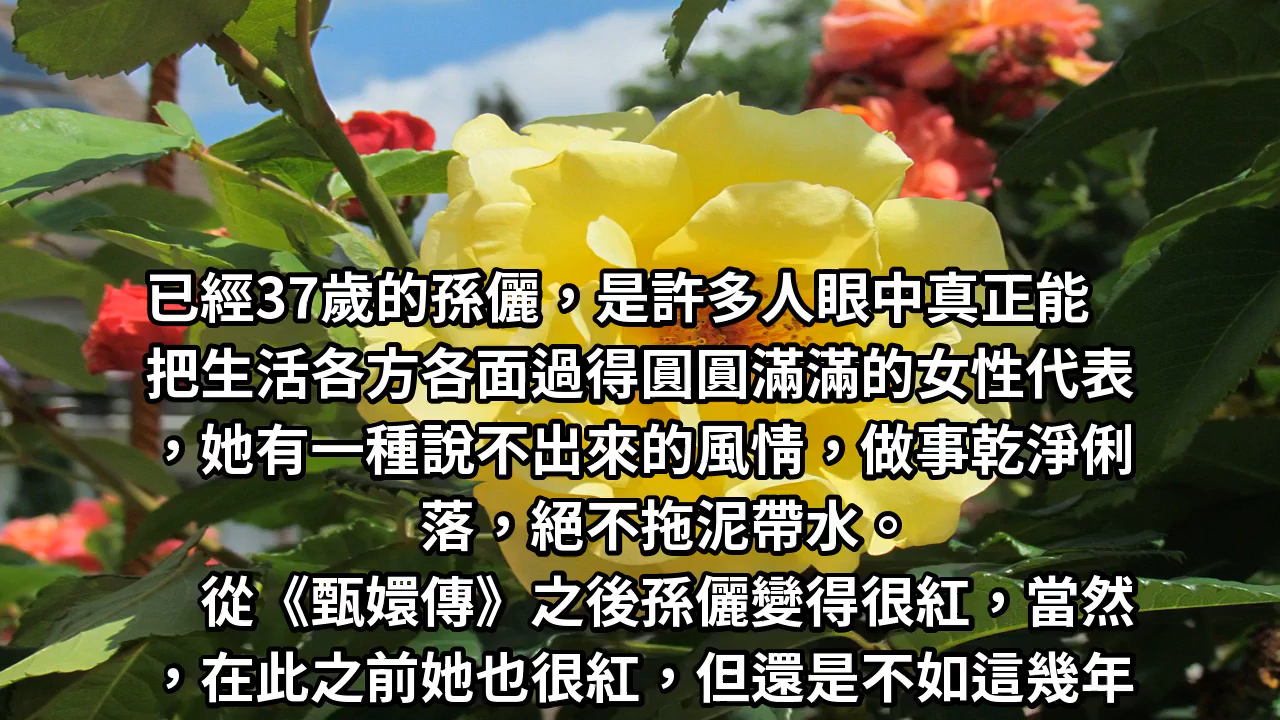 已經37歲的孫儷，是許多人眼中真正能
把生活各方各面過得圓圓滿滿的女性代表
，她有一種說不出來的風情，做事乾淨俐
落，絕不拖泥帶水。
從《甄嬛傳》之後孫儷變得很紅，當然
，在此之前她也很紅，但還是不如這幾年